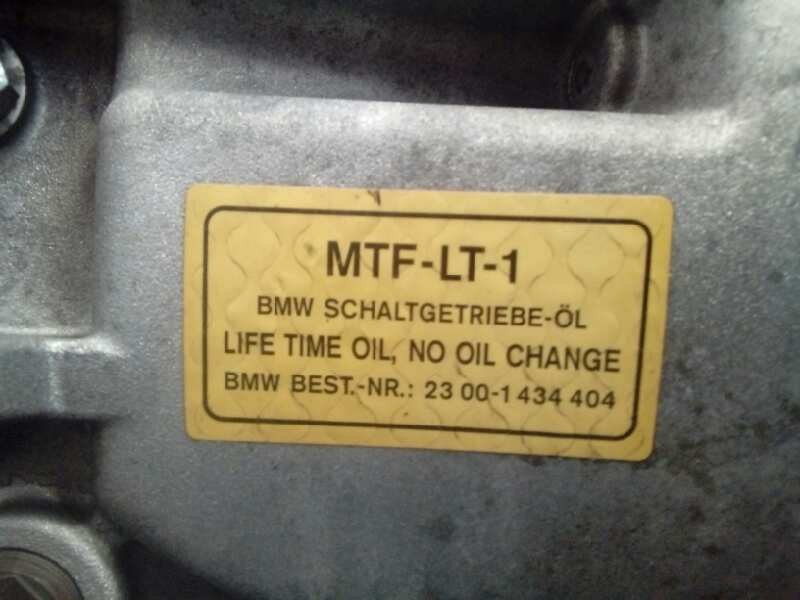 MTF-LT-1
BMW SCHALTGETRIEBE-ÖL
LIFE TIME OIL, NO OIL CHANGE
BMW BEST.-NR.: 23 00-1 434 404